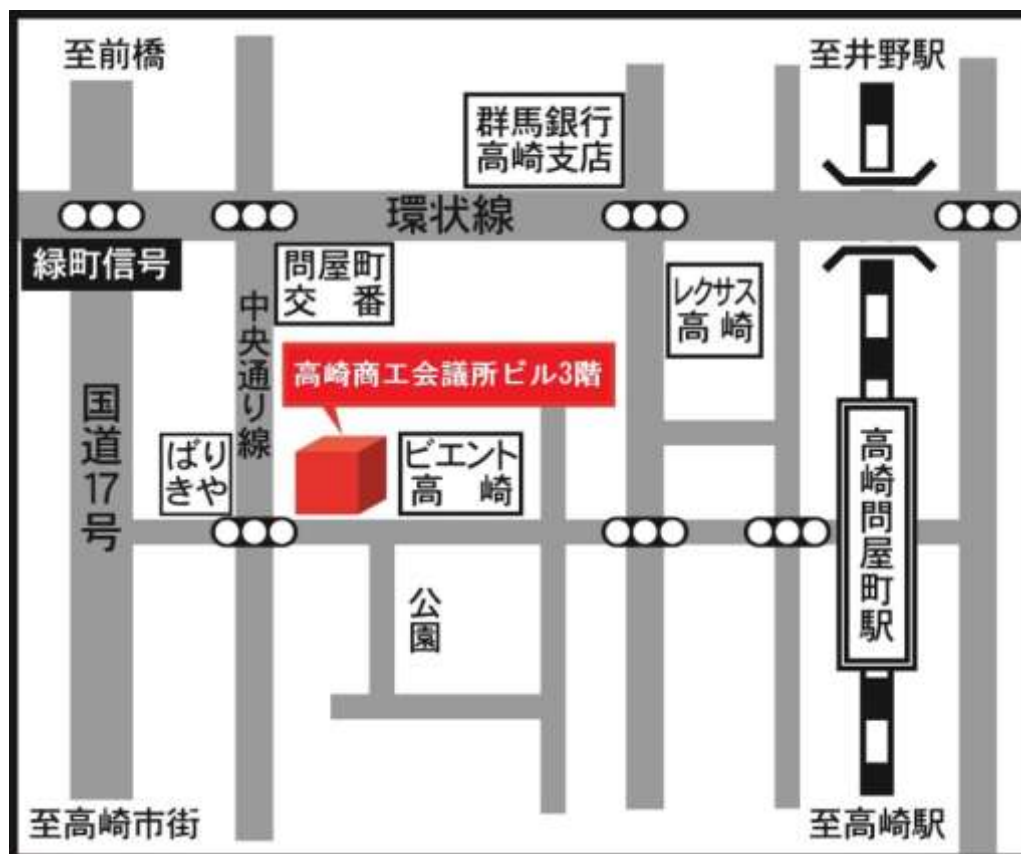 至前橋
至井野駅
群馬銀行
高崎支店
環状線
緑町信号
問屋町
交番
レクサス
高崎
中央通り線
高崎商工会議所ビル3階
国道17号
ばり
きや
ビエント
高崎
高崎問屋町駅
公園
至高崎市街
至高崎駅